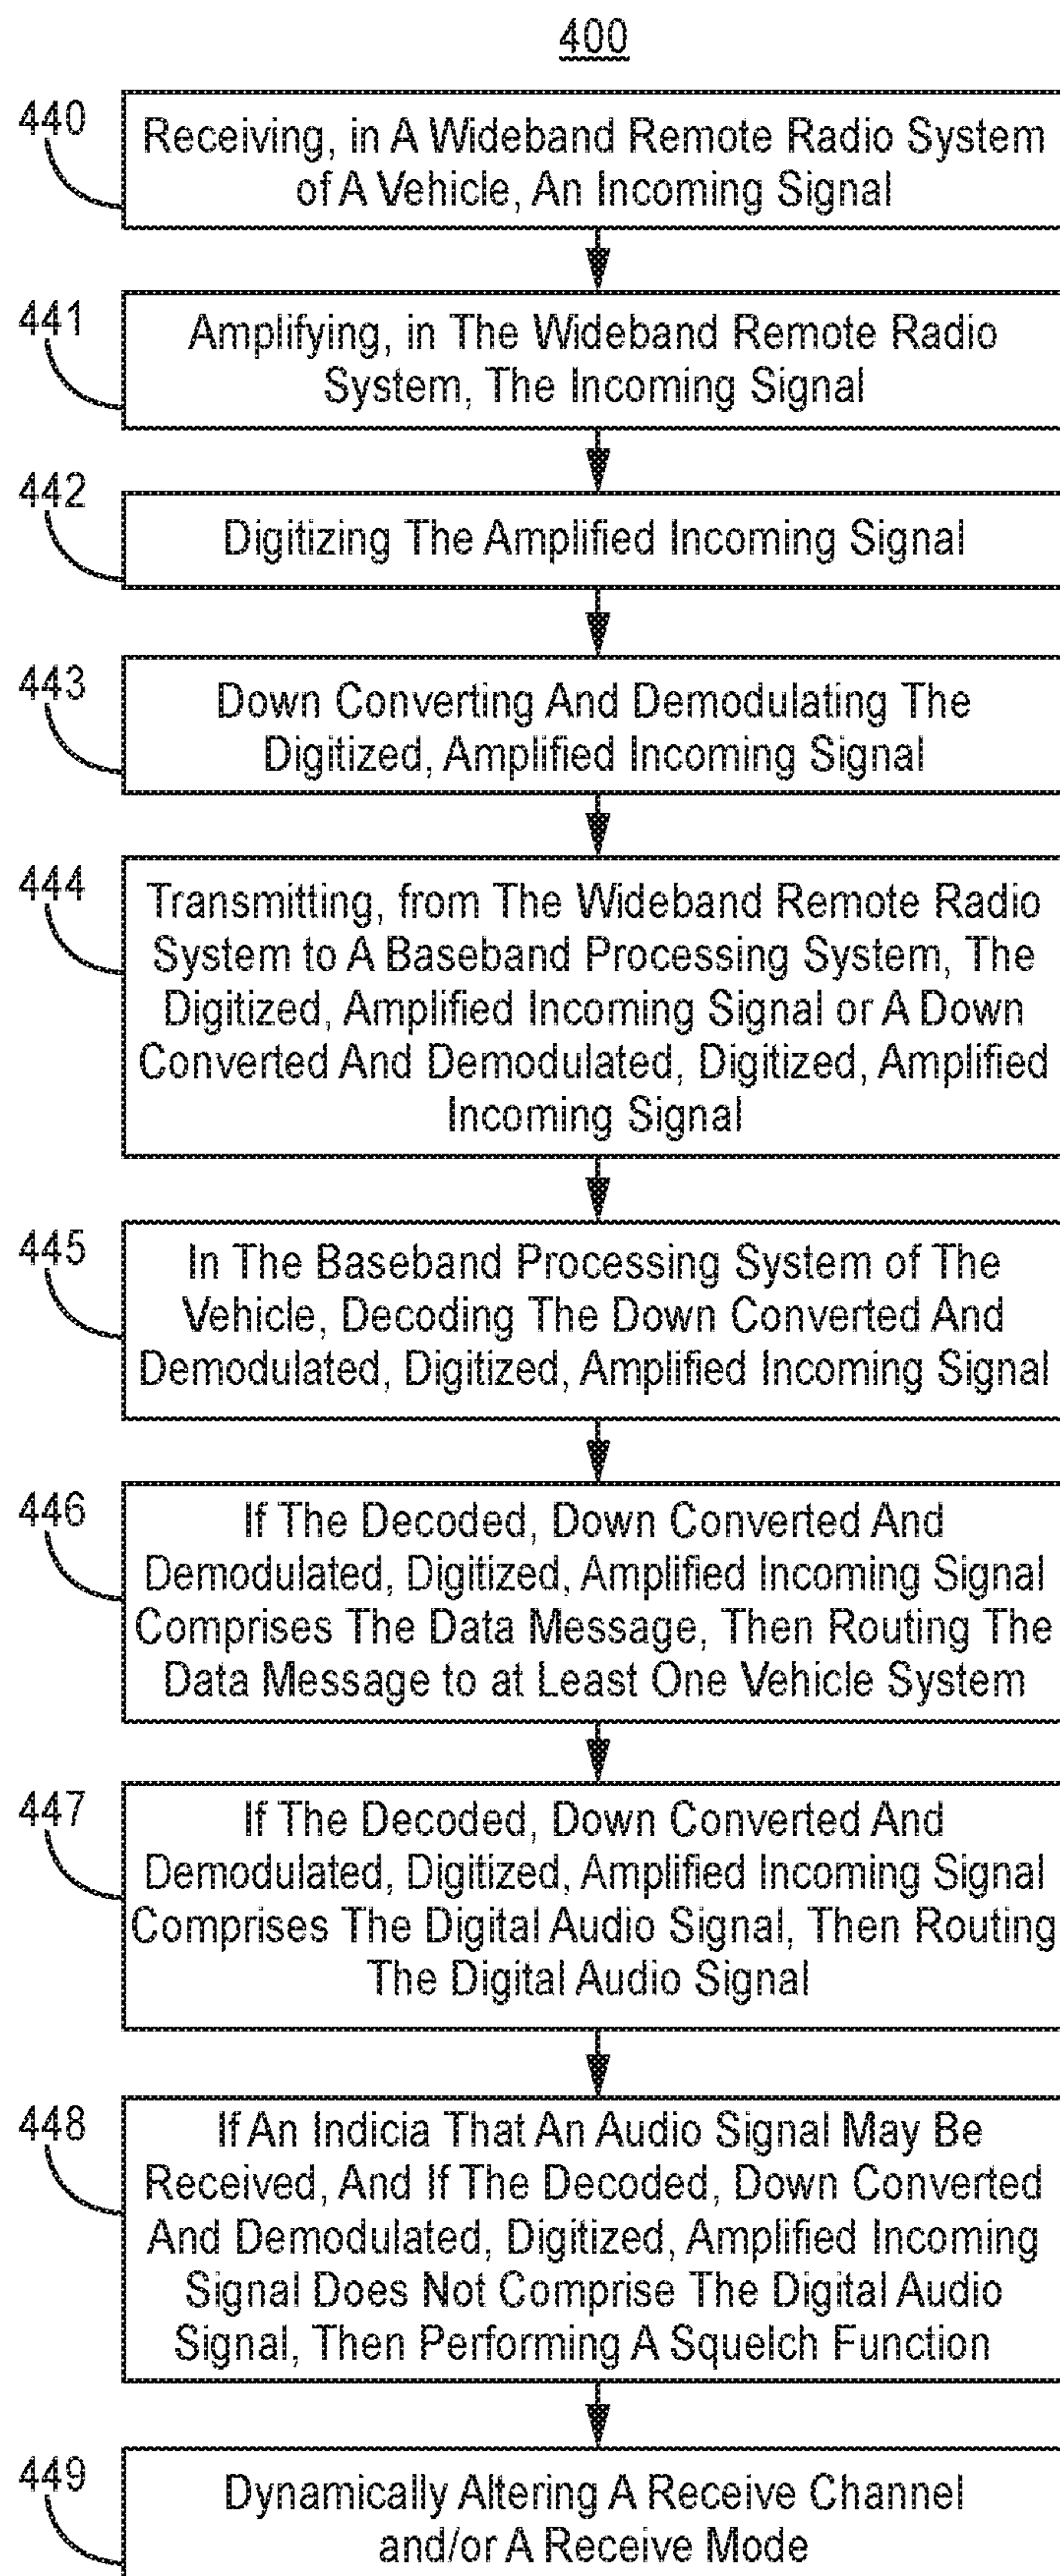 400
440
Receiving, in A Wideband Remote Radio System
of A Vehicle, An Incoming Signal
441
Amplifying, in The Wideband Remote Radio
System, The Incoming Signal
442
Digitizing The Amplified Incoming Signal
443
Down Converting And Demodulating The
Digitized, Amplified Incoming Signal
444
Transmitting, from The Wideband Remote Radio
System to A Baseband Processing System, The
Digitized, Amplified Incoming Signal or A Down
Converted And Demodulated, Digitized, Amplified
Incoming Signal
445
In The Baseband Processing System of The
Vehicle, Decoding The Down Converted And
Demodulated, Digitized, Amplified Incoming Signal
446
If The Decoded, Down Converted And
Demodulated, Digitized, Amplified Incoming Signal
Comprises The Data Message, Then Routing The
Data Message to at Least One Vehicle System
447
If The Decoded, Down Converted And
Demodulated, Digitized, Amplified Incoming Signal
Comprises The Digital Audio Signal, Then Routing
The Digital Audio Signal
448
If An Indicia That An Audio Signal May Be
Received, And If The Decoded, Down Converted
And Demodulated, Digitized, Amplified Incoming
Signal Does Not Comprise The Digital Audio
Signal, Then Performing A Squelch Function
449
Dynamically Altering A Receive Channel
and/or A Receive Mode